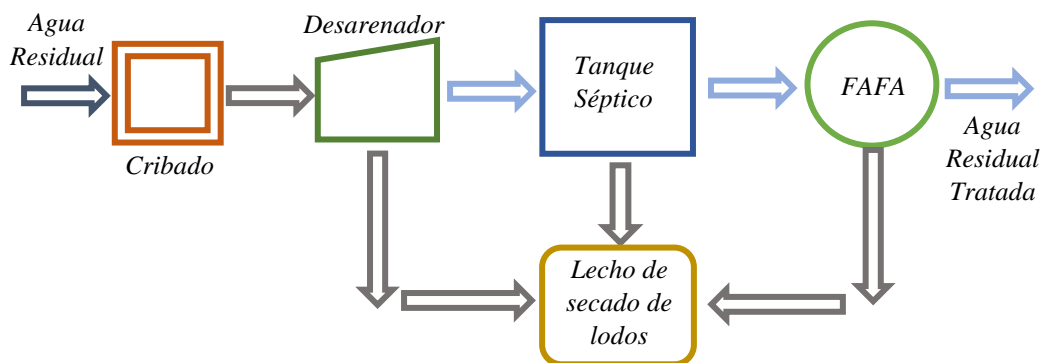 Agua
Residual
Cribado
Desarenador
Tanque
Séptico
FAFA
Agua
Residual
Tratada
Lecho de
secado de
lodos